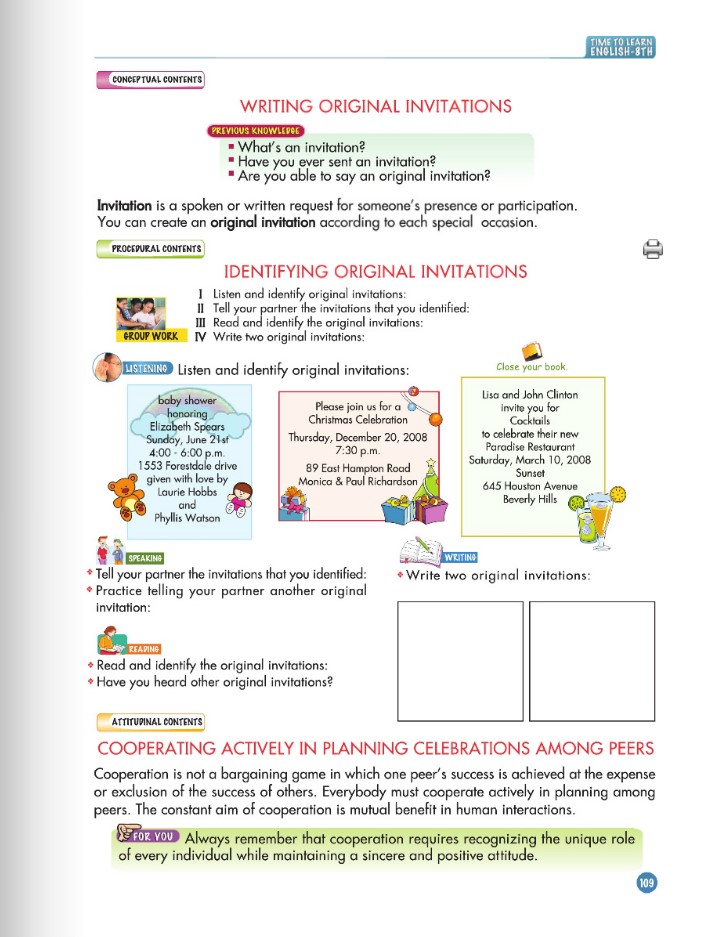 TIME TO LEARN
ENGLISH-8TH
CONCEPTUAL CONTENTS
WRITING ORIGINAL INVITATIONS
PREVIOUS KNOWLEDGE
▪ What's an invitation?
▪ Have you ever sent an invitation?
▪ Are you able to say an original invitation?
Invitation is a spoken or written request for someone's presence or participation.
You can create an original invitation according to each special occasion.
PROCEDURAL CONTENTS
IDENTIFYING ORIGINAL INVITATIONS
I Listen and identify original invitations:
II Tell your partner the invitations that you identified:
III Read and identify the original invitations:
IV Write two original invitations:
GROUP WORK
LISTENING Listen and identify original invitations:
Close your book.
baby shower
honoring
Elizabeth Spears
Sunday, June 21st
4:00 - 6:00 p.m.
1553 Forestdale drive
given with love by
Laurie Hobbs
and
Phyllis Watson
Please join us for a
Christmas Celebration
Thursday, December 20, 2008
7:30 p.m.
89 East Hampton Road
Monica & Paul Richardson
Lisa and John Clinton
invite you for
Cocktails
to celebrate their new
Paradise Restaurant
Saturday, March 10, 2008
Sunset
645 Houston Avenue
Beverly Hills
SPEAKING
❖ Tell your partner the invitations that you identified:
❖ Practice telling your partner another original
invitation:
READING
❖ Read and identify the original invitations:
❖ Have you heard other original invitations?
WRITING
❖ Write two original invitations:
ATTITUDINAL CONTENTS
COOPERATING ACTIVELY IN PLANNING CELEBRATIONS AMONG PEERS
Cooperation is not a bargaining game in which one peer's success is achieved at the expense
or exclusion of the success of others. Everybody must cooperate actively in planning among
peers. The constant aim of cooperation is mutual benefit in human interactions.
FOR YOU Always remember that cooperation requires recognizing the unique role
of every individual while maintaining a sincere and positive attitude.
109